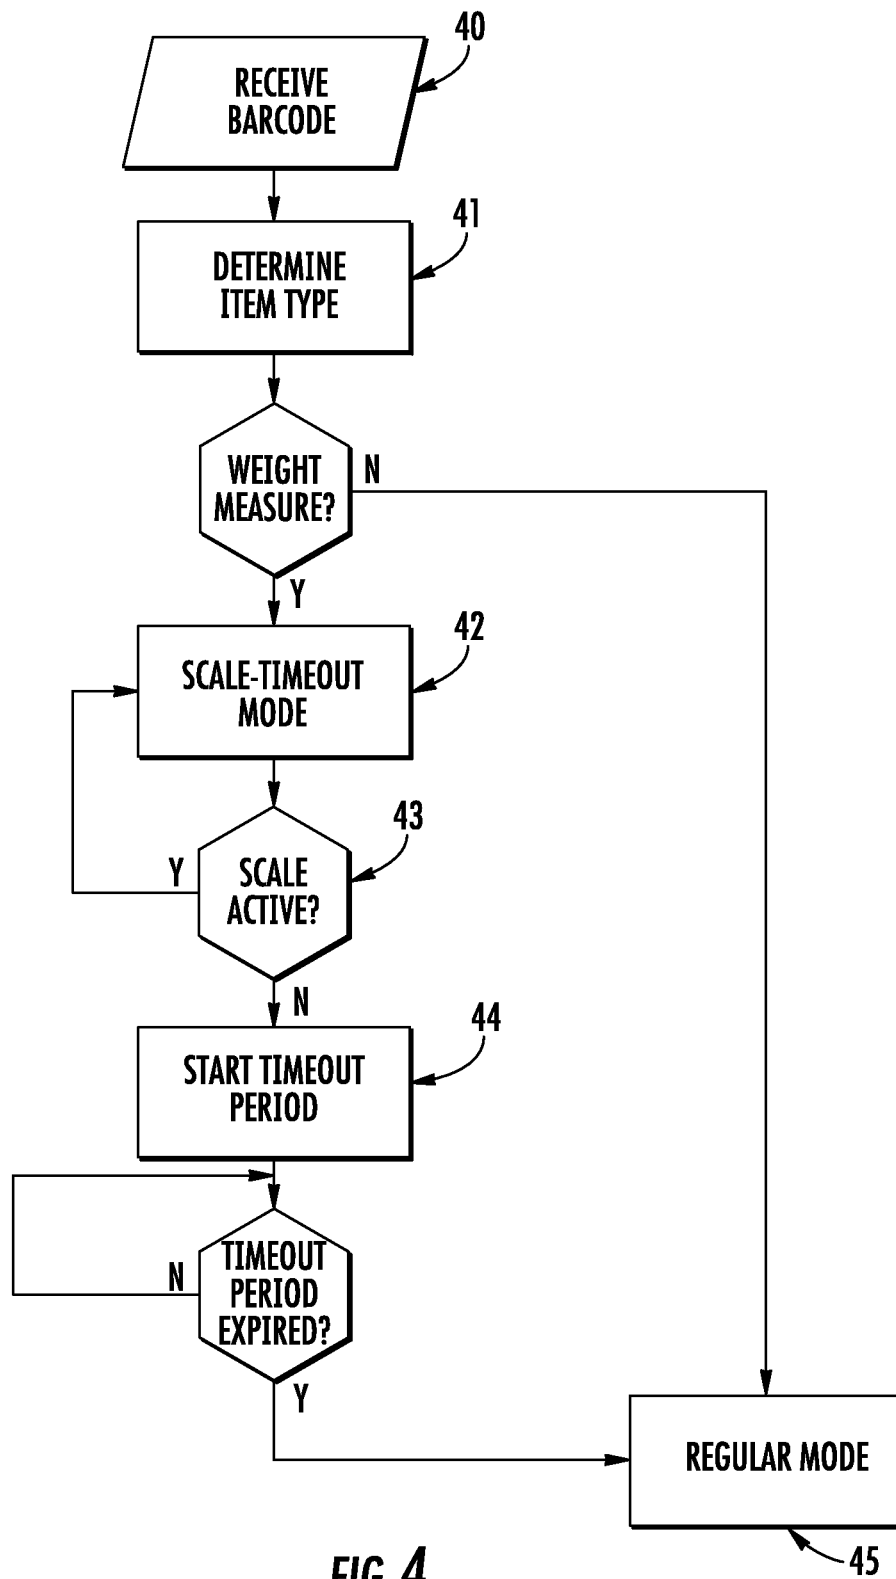 40
RECEIVE
BARCODE
41
DETERMINE
ITEM TYPE
WEIGHT
MEASURE?
N
Y
42
SCALE-TIMEOUT
MODE
43
Y
SCALE
ACTIVE?
N
44
START TIMEOUT
PERIOD
N
TIMEOUT
PERIOD
EXPIRED?
Y
REGULAR MODE
45
FIG. 4